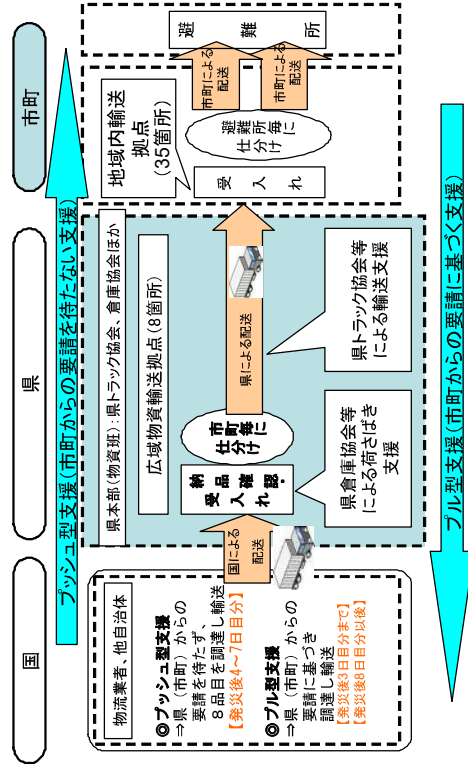 国
県
市町
プッシュ型支援(市町からの要請を待たない支援)
物流業者、他自治体
◎プッシュ型支援
⇒県(市町)からの
要請を待たず、
8品目を調達し輸送
【発災後4～7日目分】
◎プル型支援
⇒県(市町)からの
要請に基づき
調達し輸送
【発災後3日目分まで】
【発災後8日目分以後】
国による
配送
県本部(物資班):県トラック協会、倉庫協会ほか
広域物資輸送拠点(8箇所)
納品確認・
受入れ
市町毎に
仕分け
県による配送
県倉庫協会等
による荷さばき
支援
県トラック協会等
による輸送支援
地域内輸送
拠点
(35箇所)
受入れ
避難所毎に
仕分け
市町による
配送
市町による
配送
避難所
プル型支援(市町からの要請に基づく支援)